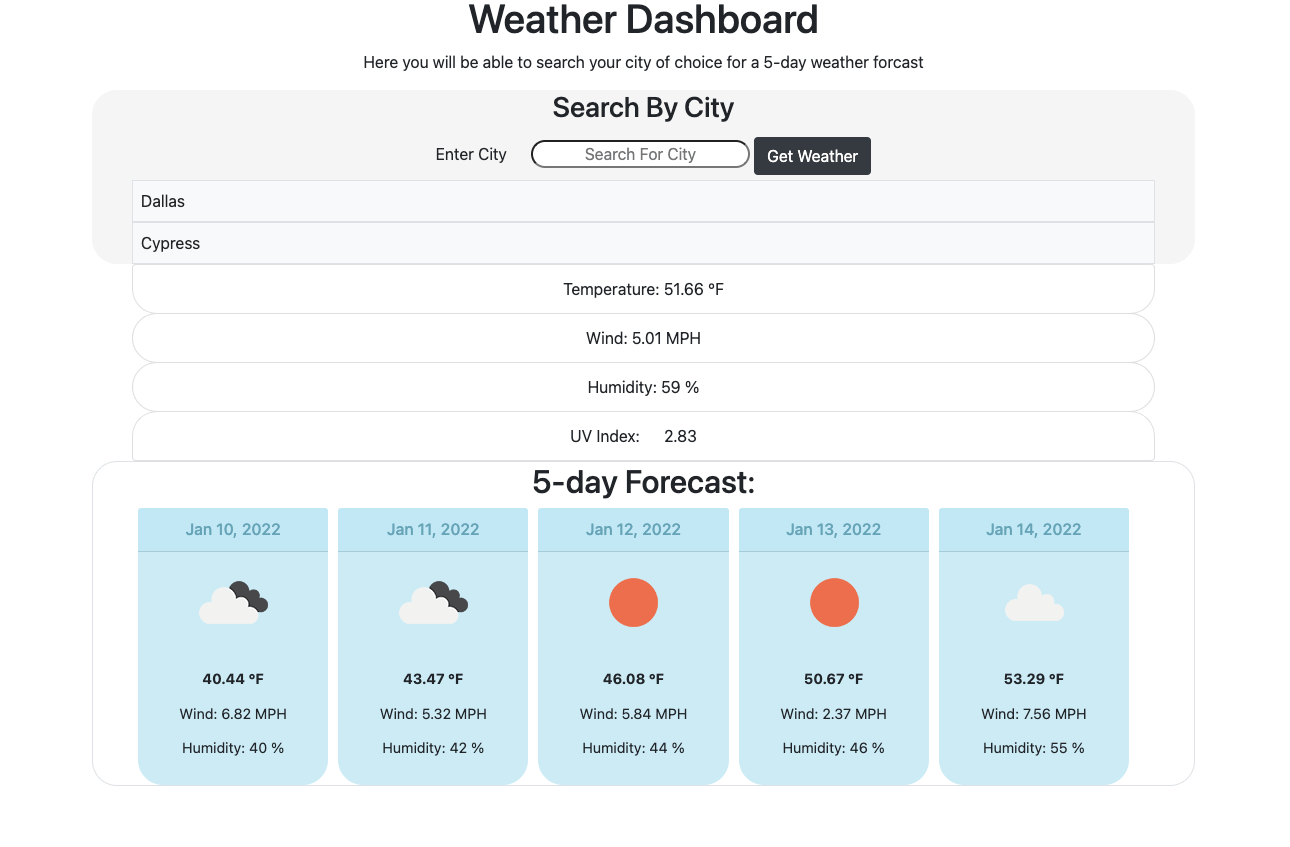 Weather Dashboard
Here you will be able to search your city of choice for a 5-day weather forcast
Search By City
Enter City Search For City Get Weather
Dallas
Cypress
Temperature: 51.66 °F
Wind: 5.01 MPH
Humidity: 59 %
UV Index: 2.83
5-day Forecast:
Jan 10, 2022 Jan 11, 2022 Jan 12, 2022 Jan 13, 2022 Jan 14, 2022
40.44 °F 43.47 °F 46.08 °F 50.67 °F 53.29 °F
Wind: 6.82 MPH Wind: 5.32 MPH Wind: 5.84 MPH Wind: 2.37 MPH Wind: 7.56 MPH
Humidity: 40 % Humidity: 42 % Humidity: 44 % Humidity: 46 % Humidity: 55 %